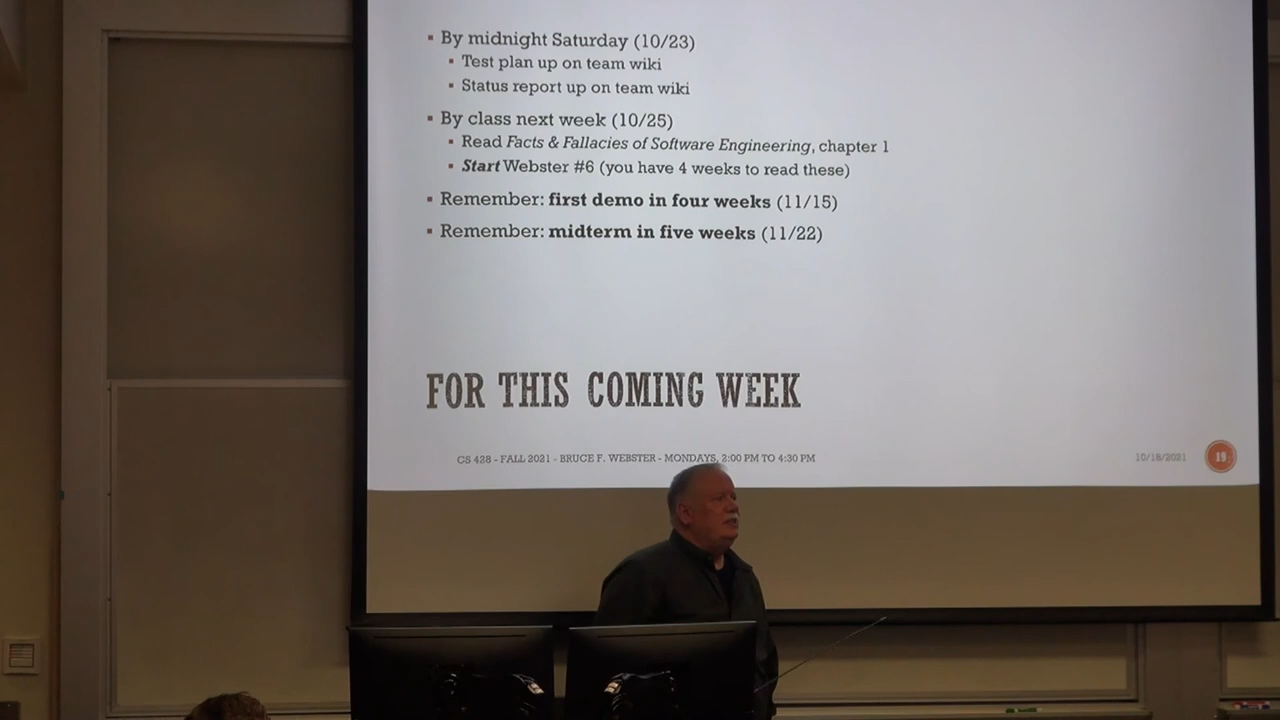 ▪ By midnight Saturday (10/23)
▪ Test plan up on team wiki
▪ Status report up on team wiki
▪ By class next week (10/25)
▪ Read Facts & Fallacies of Software Engineering, chapter 1
▪ Start Webster #6 (you have 4 weeks to read these)
▪ Remember: first demo in four weeks (11/15)
▪ Remember: midterm in five weeks (11/22)
FOR THIS COMING WEEK
CS 428 - FALL 2021 - BRUCE F. WEBSTER - MONDAYS, 2:00 PM TO 4:30 PM
10/18/2021
19